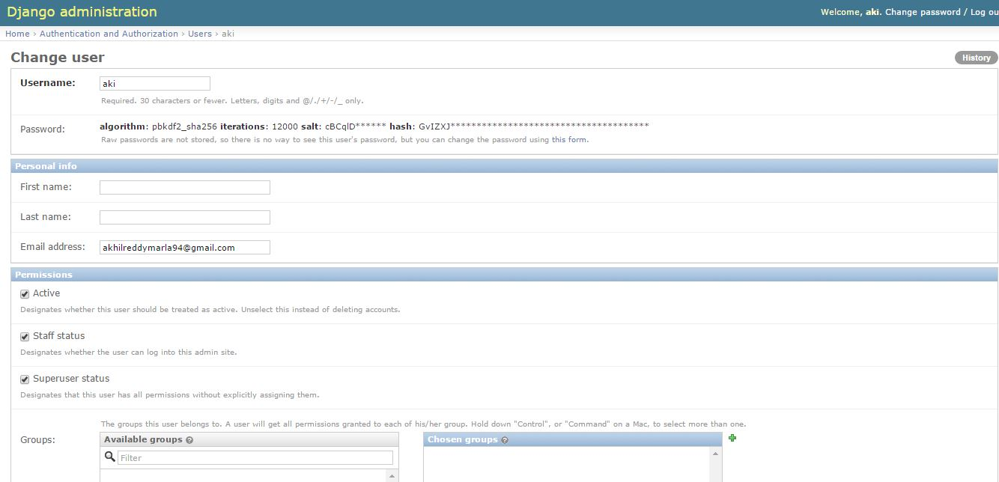 Django administration
Welcome, aki. Change password / Log ou
Home › Authentication and Authorization › Users › aki
Change user
History
Username: aki
Required. 30 characters or fewer. Letters, digits and @/./+/-/_ only.
Password: algorithm: pbkdf2_sha256 iterations: 12000 salt: cBCqlD****** hash: GvIZXJ**************************************
Raw passwords are not stored, so there is no way to see this user's password, but you can change the password using this form.
Personal info
First name:
Last name:
Email address: akhilreddymarla94@gmail.com
Permissions
Active
Designates whether this user should be treated as active. Unselect this instead of deleting accounts.
Staff status
Designates whether the user can log into this admin site.
Superuser status
Designates that this user has all permissions without explicitly assigning them.
The groups this user belongs to. A user will get all permissions granted to each of his/her group. Hold down "Control", or "Command" on a Mac, to select more than one.
Groups:
Available groups ?
Chosen groups ?
Filter